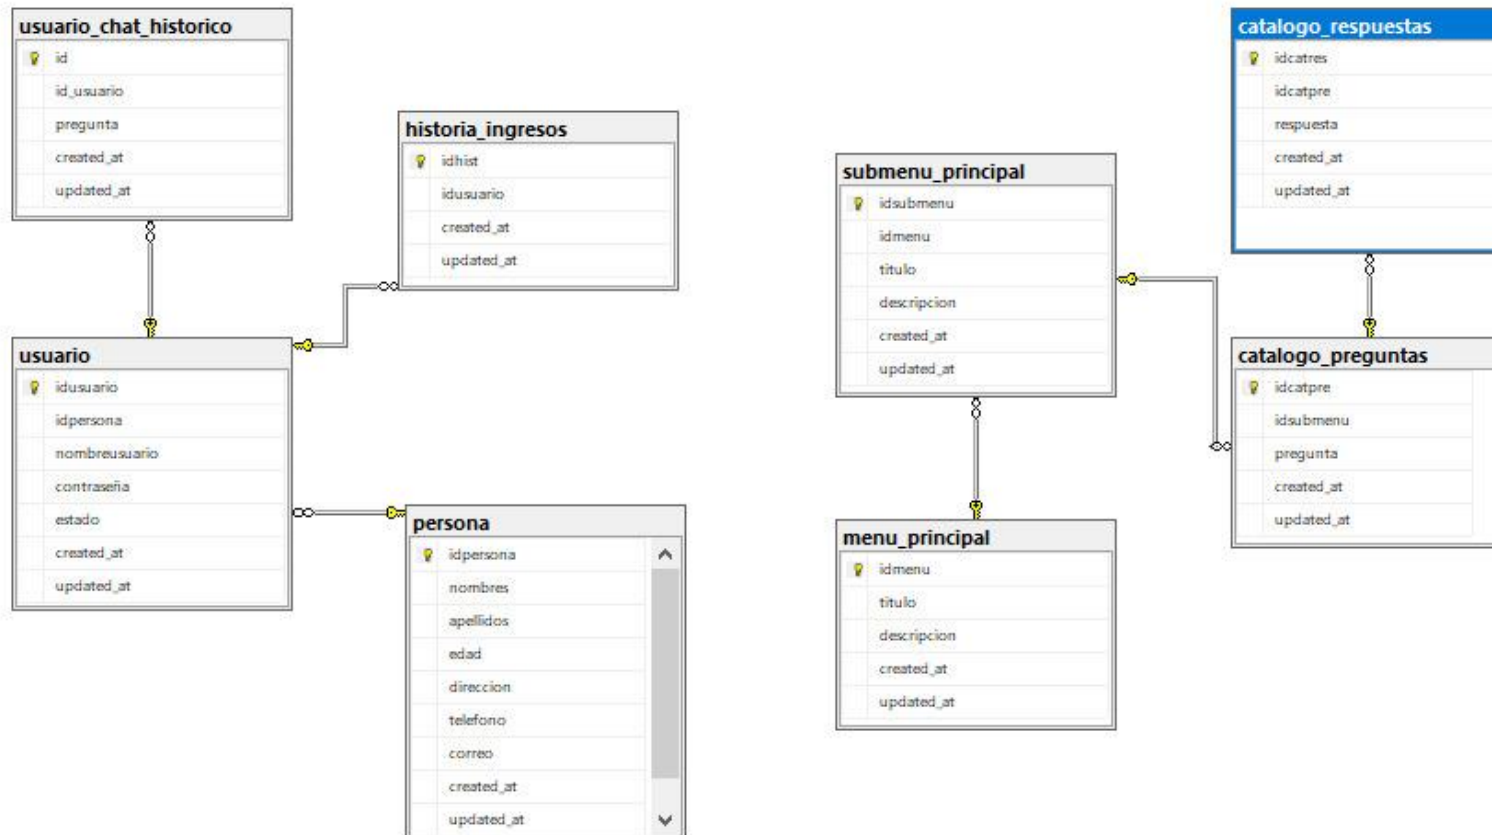 usuario_chat_historico
id
id_usuario
pregunta
created_at
updated_at
historia_ingresos
idhist
idusuario
created_at
updated_at
usuario
idusuario
idpersona
nombreusuario
contraseña
estado
created_at
updated_at
persona
idpersona
nombres
apellidos
edad
direccion
telefono
correo
created_at
updated_at
submenu_principal
idsubmenu
idmenu
titulo
descripcion
created_at
updated_at
menu_principal
idmenu
titulo
descripcion
created_at
updated_at
catalogo_respuestas
idcatres
idcatpre
respuesta
created_at
updated_at
catalogo_preguntas
idcatpre
idsubmenu
pregunta
created_at
updated_at